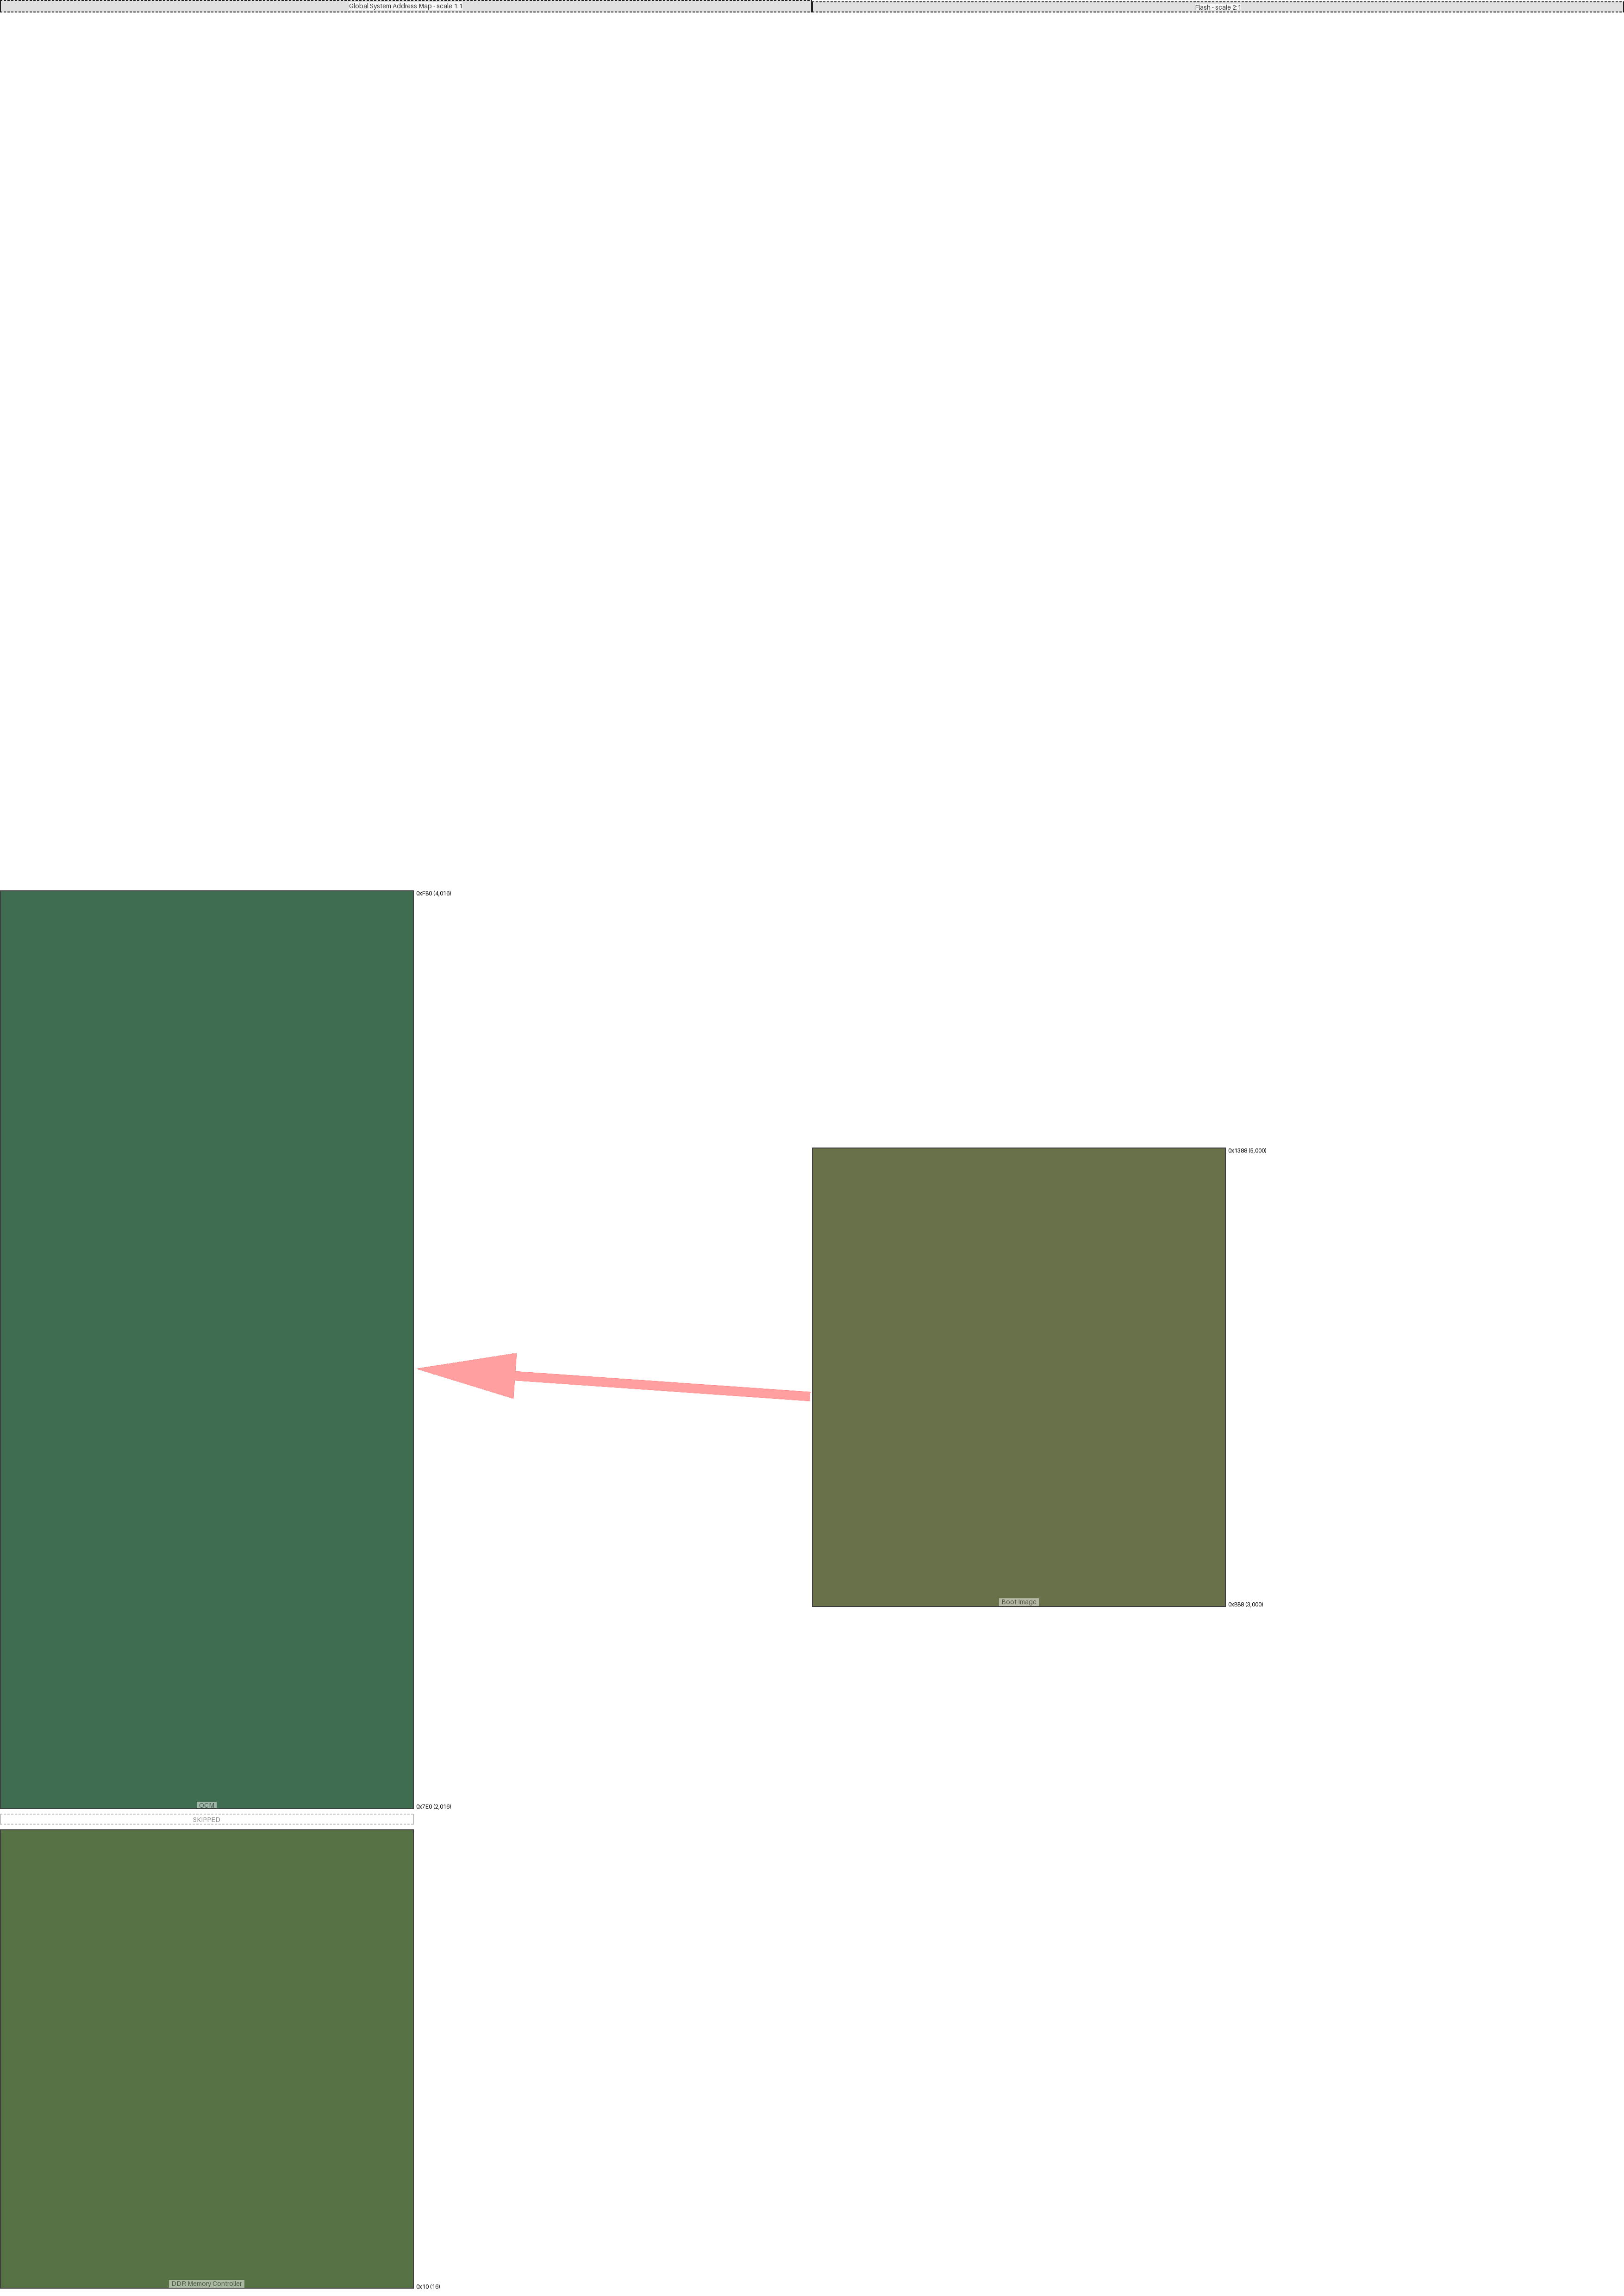 Global System Address Map - scale 1:1
Flash - scale 2:1
0xFB0 (4,016)
0x1388 (5,000)
Boot Image
0xBB8 (3,000)
OCM
0x7E0 (2,016)
SKIPPED
DDR Memory Controller
0x10 (16)